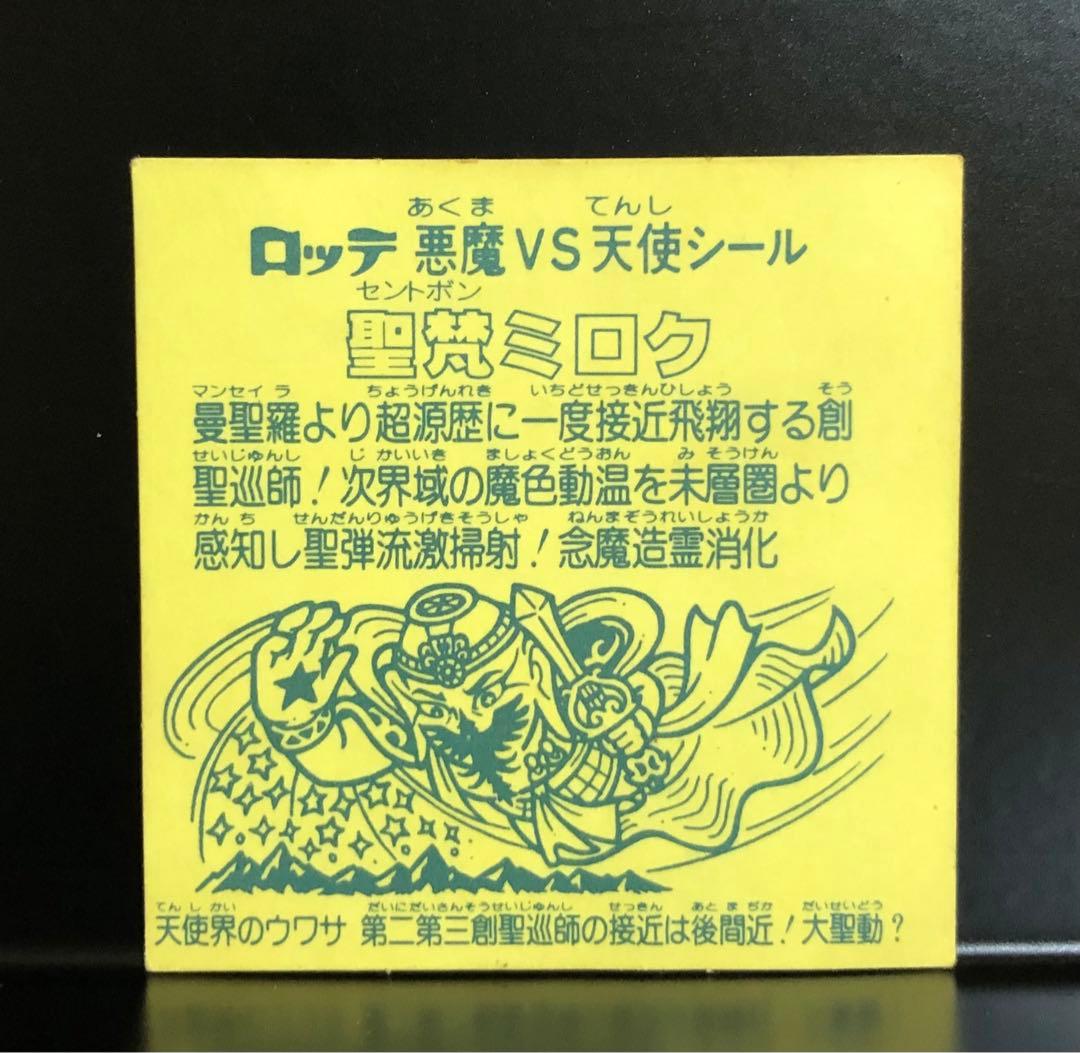 あくま てんし
ロッテ 悪魔VS天使シール
セントボン
聖梵ミロク
マンセイラ ちょうげんれき いちどせっきんひしょう そう
曼聖羅より超源歴に一度接近飛翔する創
せいじゅんし じかいいき ましょくどうおん みそうけん
聖巡師!次界域の魔色動温を未層圏より
かんち せんだんりゅうげきそうしゃ ねんまぞうれいしょうか
感知し聖弾流激掃射!念魔造霊消化
てんしかい だいにだいさんそうせいじゅんし せっきん あとまぢか だいせいどう
天使界のウワサ 第二第三創聖巡師の接近は後間近!大聖動?